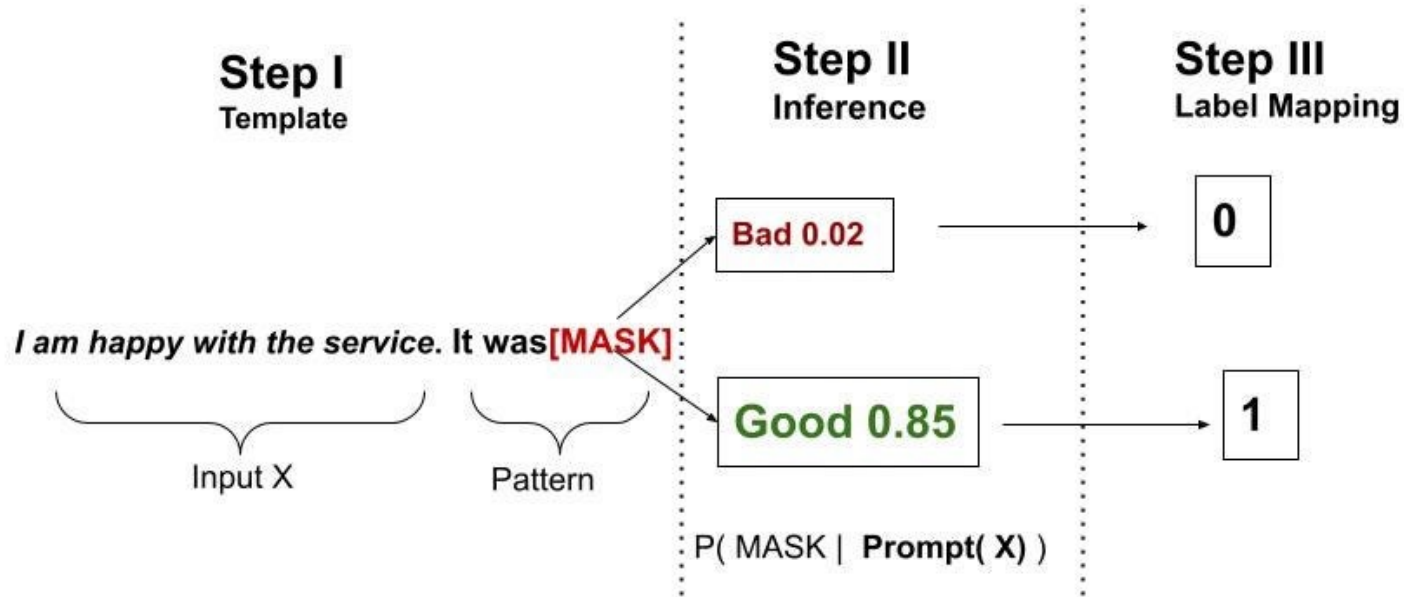 Step I
Template
I am happy with the service. It was[MASK]
Input X
Pattern
Step II
Inference
Bad 0.02
Good 0.85
P( MASK | Prompt( X) )
Step III
Label Mapping
0
1